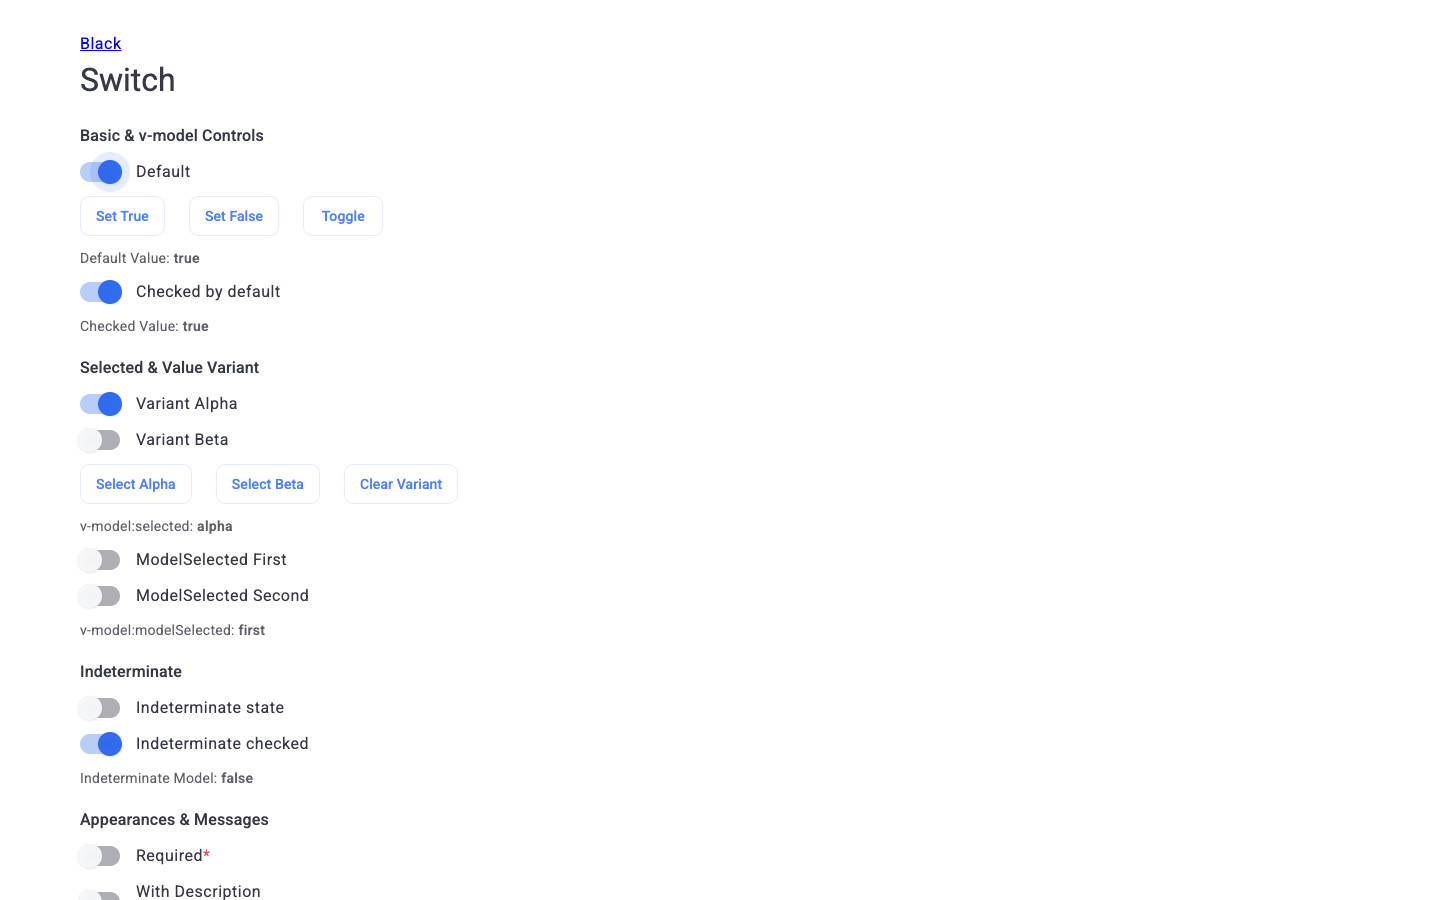 Black
Switch
Basic & v-model Controls
Default
Set True Set False Toggle
Default Value: true
Checked by default
Checked Value: true
Selected & Value Variant
Variant Alpha
Variant Beta
Select Alpha Select Beta Clear Variant
v-model:selected: alpha
ModelSelected First
ModelSelected Second
v-model:modelSelected: first
Indeterminate
Indeterminate state
Indeterminate checked
Indeterminate Model: false
Appearances & Messages
Required*
With Description